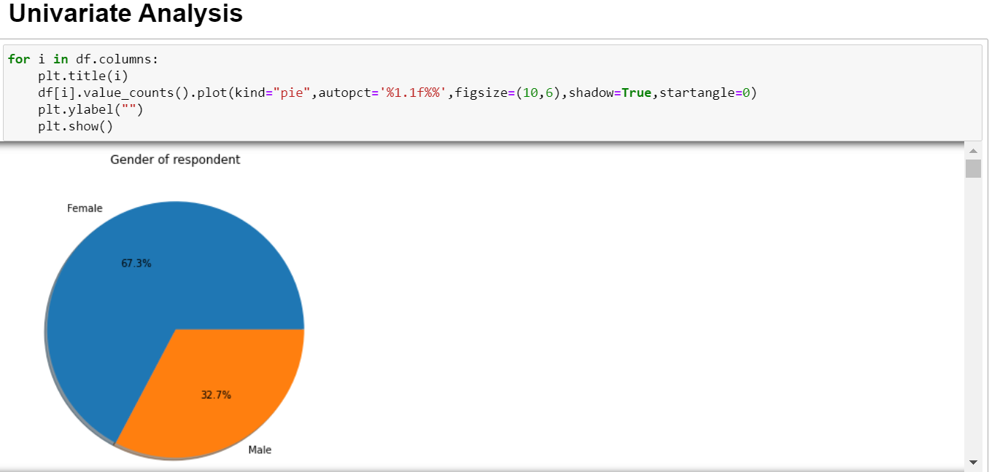 Univariate Analysis
for i in df.columns:
    plt.title(i)
    df[i].value_counts().plot(kind="pie",autopct='%1.1f%%',figsize=(10,6),shadow=True,startangle=0)
    plt.ylabel("")
    plt.show()
Gender of respondent
Female
67.3%
32.7%
Male